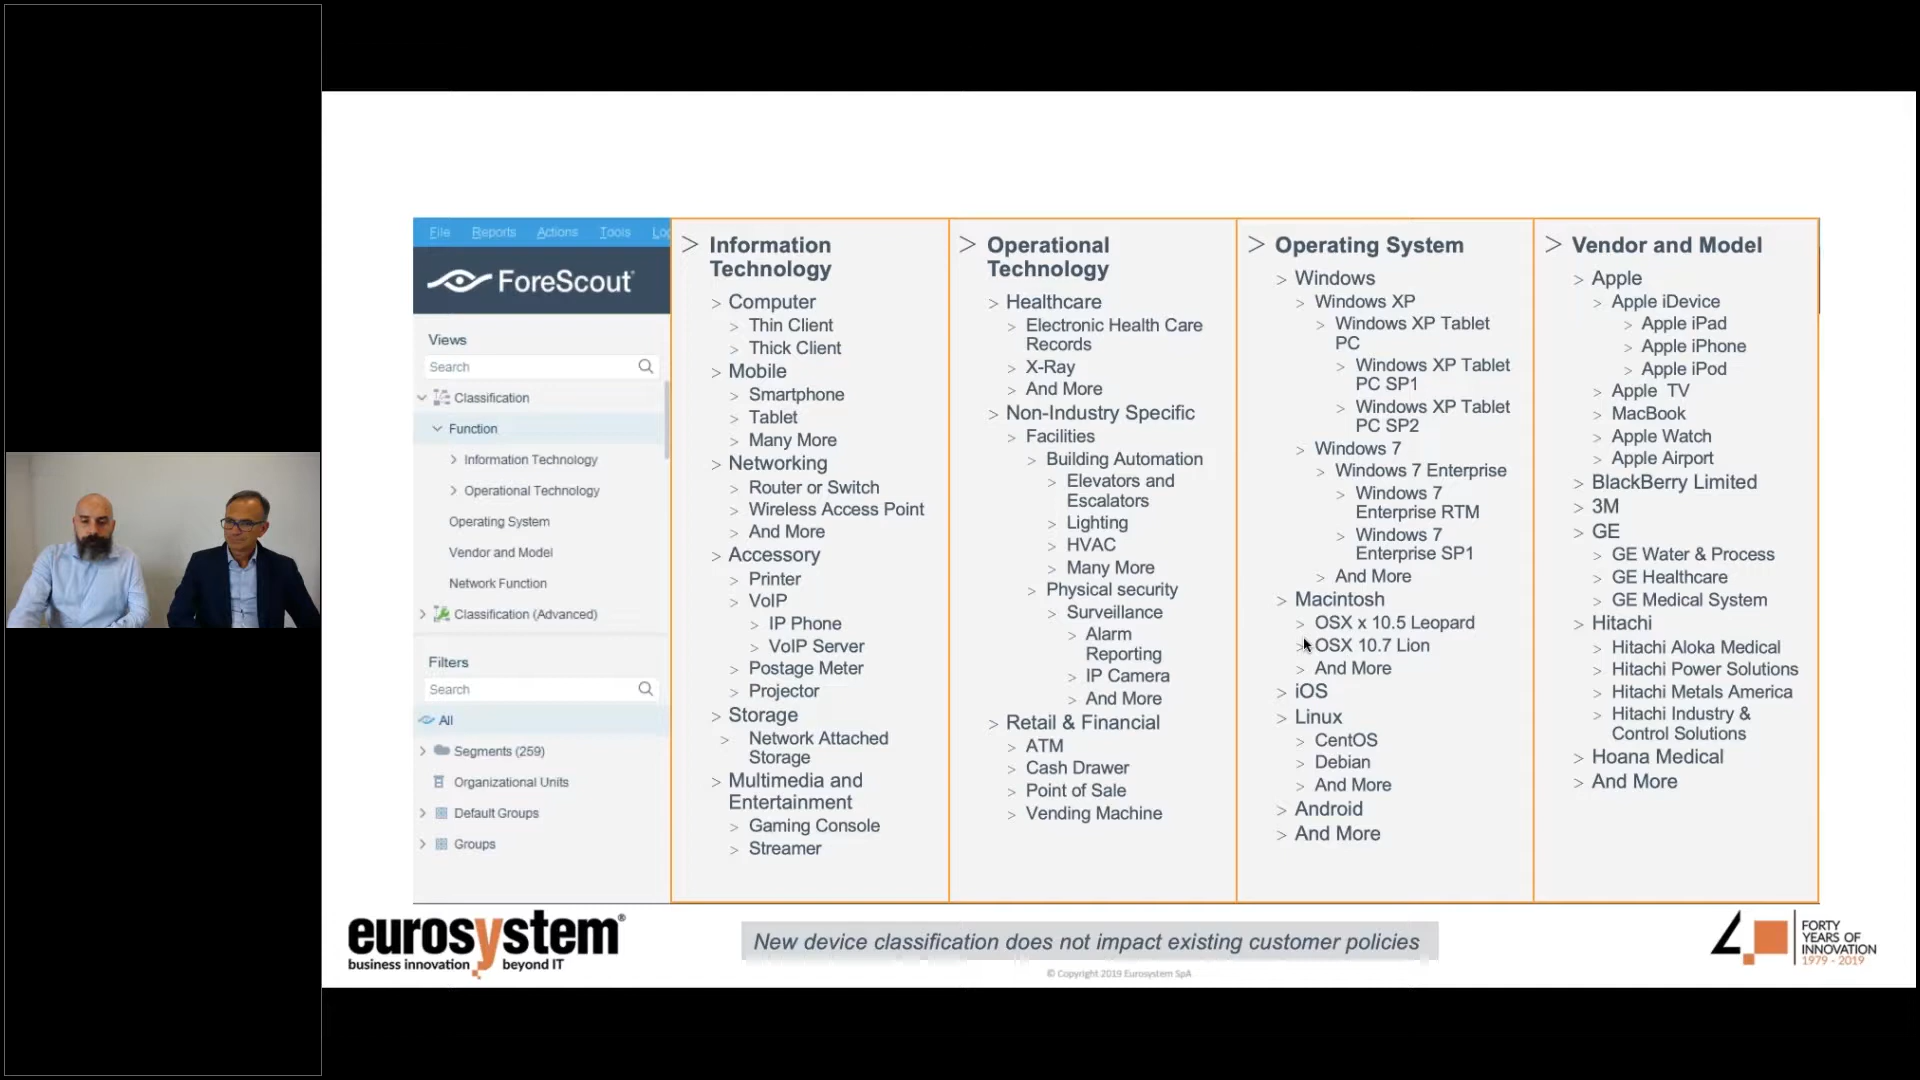 File Reports Actions Tools Log
ForeScout
Views
Search
Classification
Function
Information Technology
Operational Technology
Operating System
Vendor and Model
Network Function
Classification (Advanced)
Filters
Search
All
Segments (259)
Organizational Units
Default Groups
Groups
> Information
Technology
> Computer
> Thin Client
> Thick Client
> Mobile
> Smartphone
> Tablet
> Many More
> Networking
> Router or Switch
> Wireless Access Point
> And More
> Accessory
> Printer
> VoIP
> IP Phone
> VoIP Server
> Postage Meter
> Projector
> Storage
> Network Attached
Storage
> Multimedia and
Entertainment
> Gaming Console
> Streamer
> Operational
Technology
> Healthcare
> Electronic Health Care
Records
> X-Ray
> And More
> Non-Industry Specific
> Facilities
> Building Automation
> Elevators and
Escalators
> Lighting
> HVAC
> Many More
> Physical security
> Surveillance
> Alarm
Reporting
> IP Camera
> And More
> Retail & Financial
> ATM
> Cash Drawer
> Point of Sale
> Vending Machine
> Operating System
> Windows
> Windows XP
> Windows XP Tablet
PC
> Windows XP Tablet
PC SP1
> Windows XP Tablet
PC SP2
> Windows 7
> Windows 7 Enterprise
> Windows 7
Enterprise RTM
> Windows 7
Enterprise SP1
> And More
> Macintosh
> OSX x 10.5 Leopard
> OSX 10.7 Lion
> And More
> iOS
> Linux
> CentOS
> Debian
> And More
> Android
> And More
> Vendor and Model
> Apple
> Apple iDevice
> Apple iPad
> Apple iPhone
> Apple iPod
> Apple TV
> MacBook
> Apple Watch
> Apple Airport
> BlackBerry Limited
> 3M
> GE
> GE Water & Process
> GE Healthcare
> GE Medical System
> Hitachi
> Hitachi Aloka Medical
> Hitachi Power Solutions
> Hitachi Metals America
> Hitachi Industry &
Control Solutions
> Hoana Medical
> And More
eurosystem®
business innovation beyond IT
New device classification does not impact existing customer policies
© Copyright 2019 Eurosystem SpA
FORTY
YEARS OF
INNOVATION
1979 - 2019